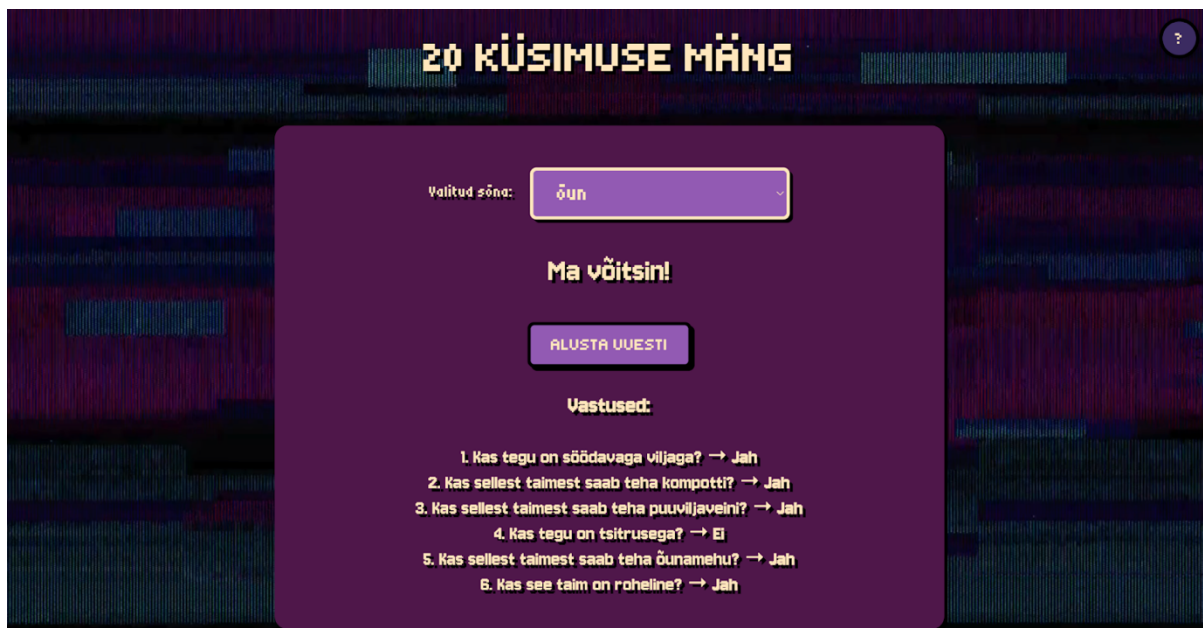 20 KÜSIMUSE MÄNG
?
Valitud sõna:
õun
Ma võitsin!
ALUSTA UUESTI
Vastused:
1. Kas tegu on söödavaga viljaga? → Jah
2. Kas sellest taimest saab teha kompotti? → Jah
3. Kas sellest taimest saab teha puuviljaveini? → Jah
4. Kas tegu on tsitrusega? → Ei
5. Kas sellest taimest saab teha õunamehu? → Jah
6. Kas see taim on roheline? → Jah